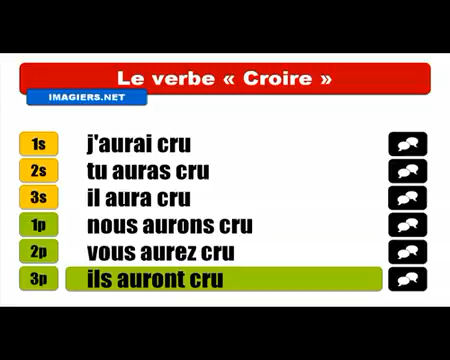 Le verbe « Croire »
IMAGIERS.NET
1s j'aurai cru
2s tu auras cru
3s il aura cru
1p nous aurons cru
2p vous aurez cru
3p ils auront cru